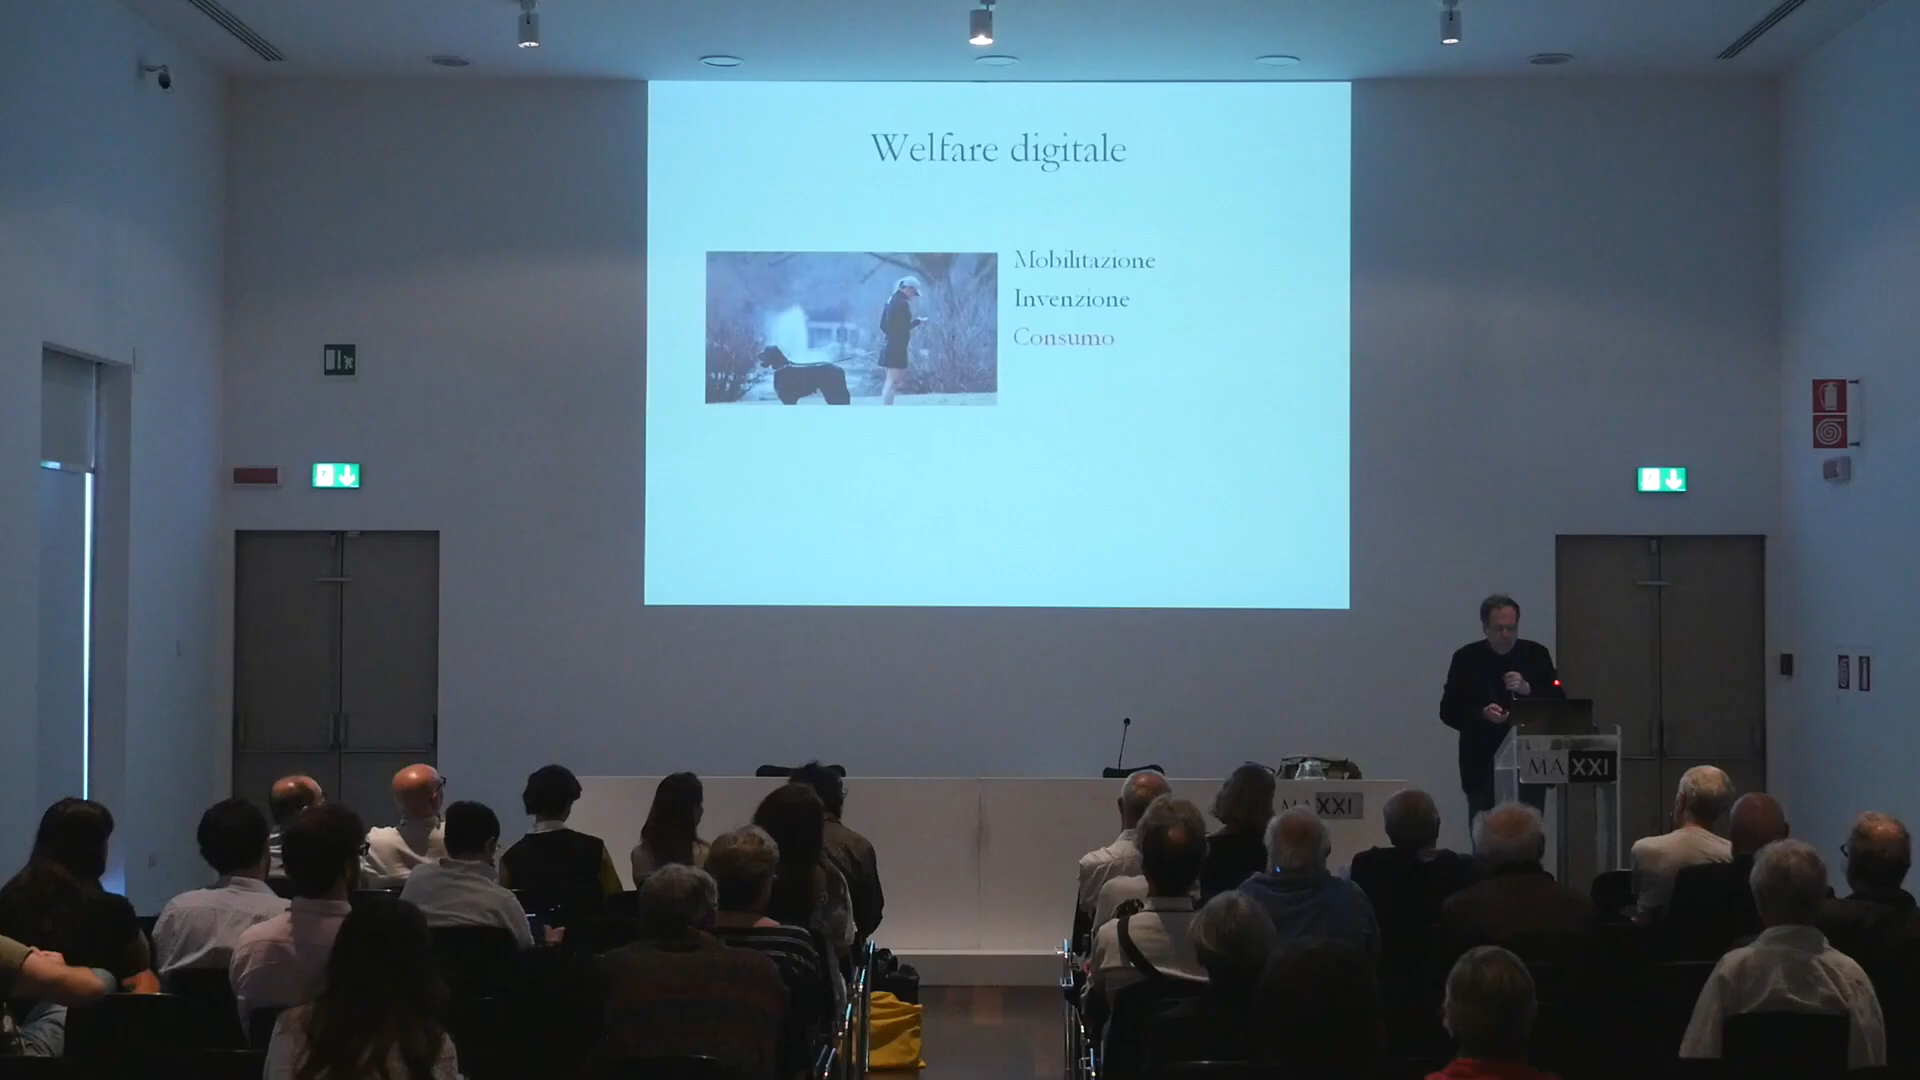 Welfare digitale
Mobilitazione
Invenzione
Consumo
MAXXI
MAXXI